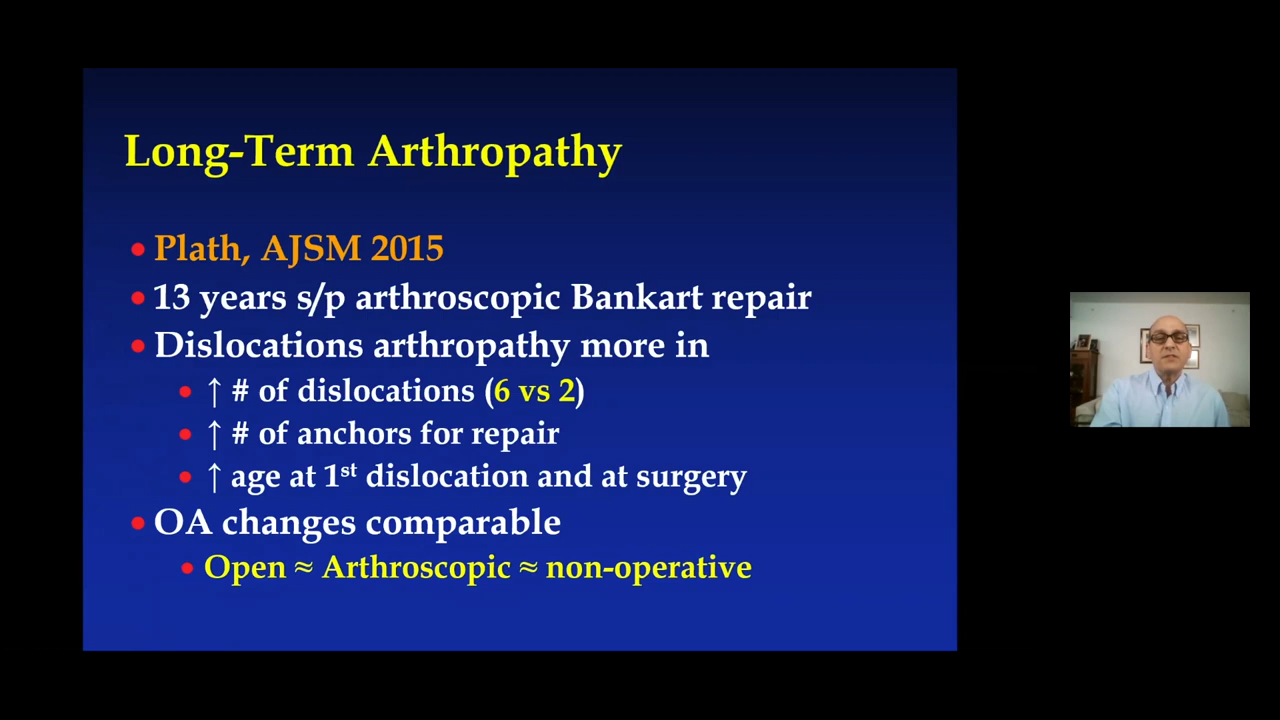 Long-Term Arthropathy
• Plath, AJSM 2015
• 13 years s/p arthroscopic Bankart repair
• Dislocations arthropathy more in
• ↑ # of dislocations (6 vs 2)
• ↑ # of anchors for repair
• ↑ age at 1st dislocation and at surgery
• OA changes comparable
• Open ≈ Arthroscopic ≈ non-operative